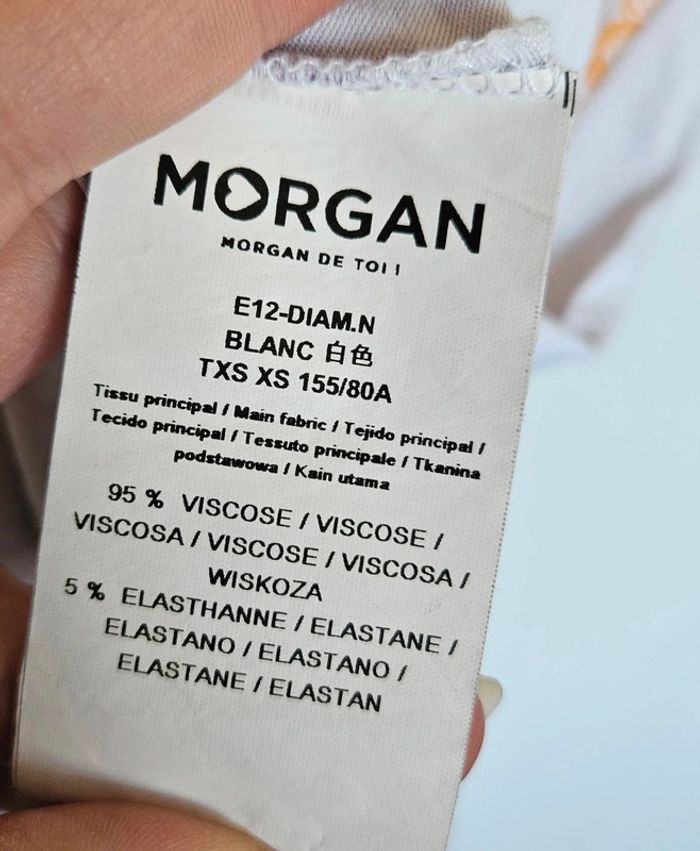 MORGAN
MORGAN DE TOI !
E12-DIAM.N
BLANC 白色
TXS XS 155/80A
Tissu principal / Main fabric / Tejido principal /
Tecido principal / Tessuto principale / Tkanina
podstawowa / Kain utama
95 % VISCOSE / VISCOSE /
VISCOSA / VISCOSE / VISCOSA /
WISKOZA
5 % ELASTHANNE / ELASTANE /
ELASTANO / ELASTANO /
ELASTANE / ELASTAN